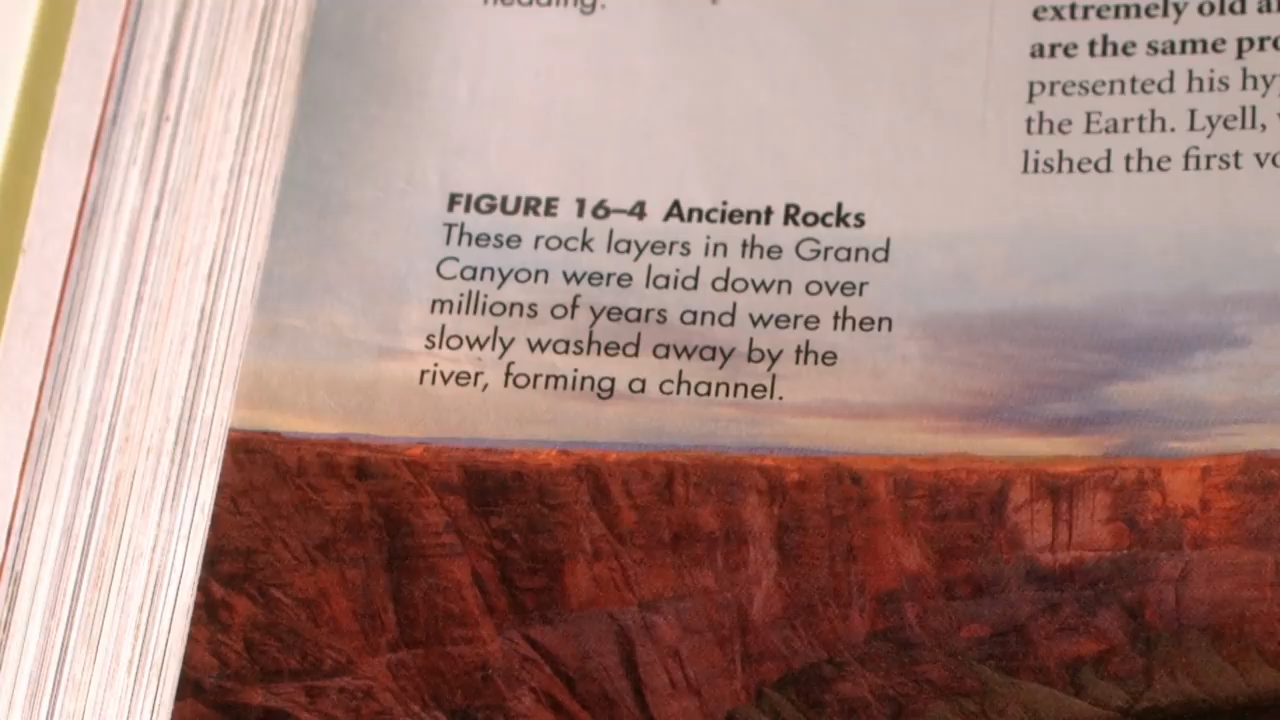 heading.
FIGURE 16–4 Ancient Rocks
These rock layers in the Grand
Canyon were laid down over
millions of years and were then
slowly washed away by the
river, forming a channel.
extremely old
are the same
presented his
the Earth. Lyell,
lished the first